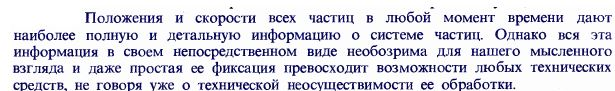 Положения и скорости всех частиц в любой момент времени дают
наиболее полную и детальную информацию о системе частиц. Однако вся эта
информация в своем непосредственном виде необозрима для нашего мысленного
взгляда и даже простая ее фиксация превосходит возможности любых технических
средств, не говоря уже о технической неосуществимости ее обработки.